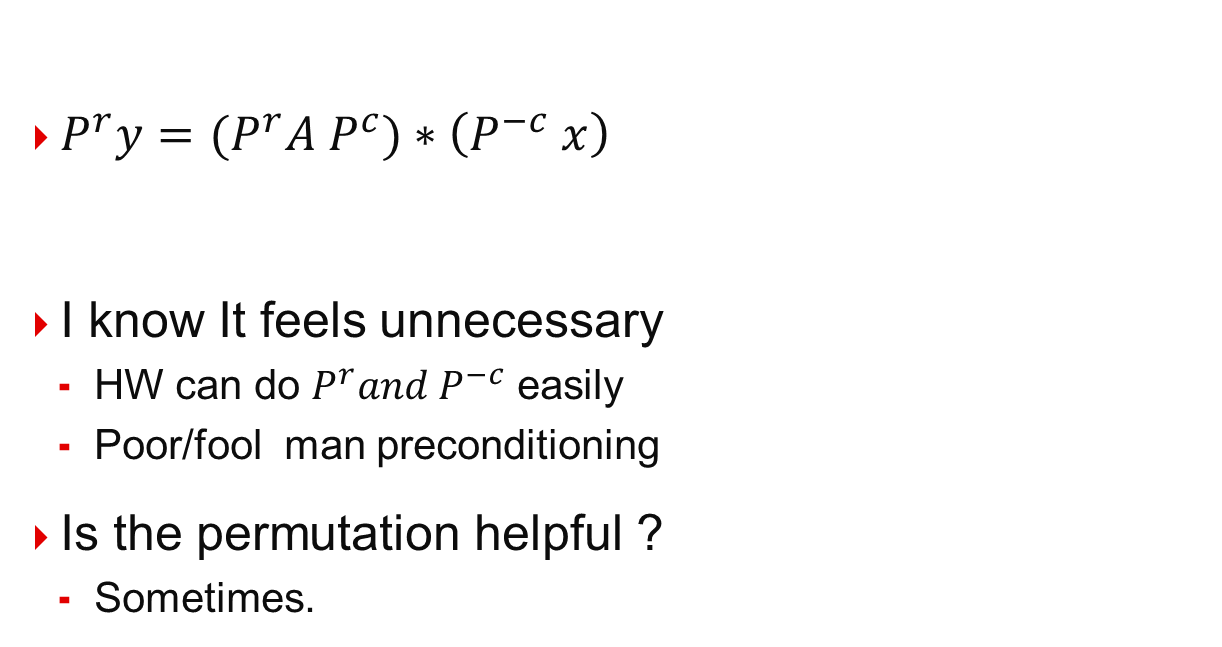 P^r y = (P^r A P^c) * (P^{-c} x)
I know It feels unnecessary
- HW can do P^r and P^{-c} easily
- Poor/fool man preconditioning
Is the permutation helpful ?
- Sometimes.